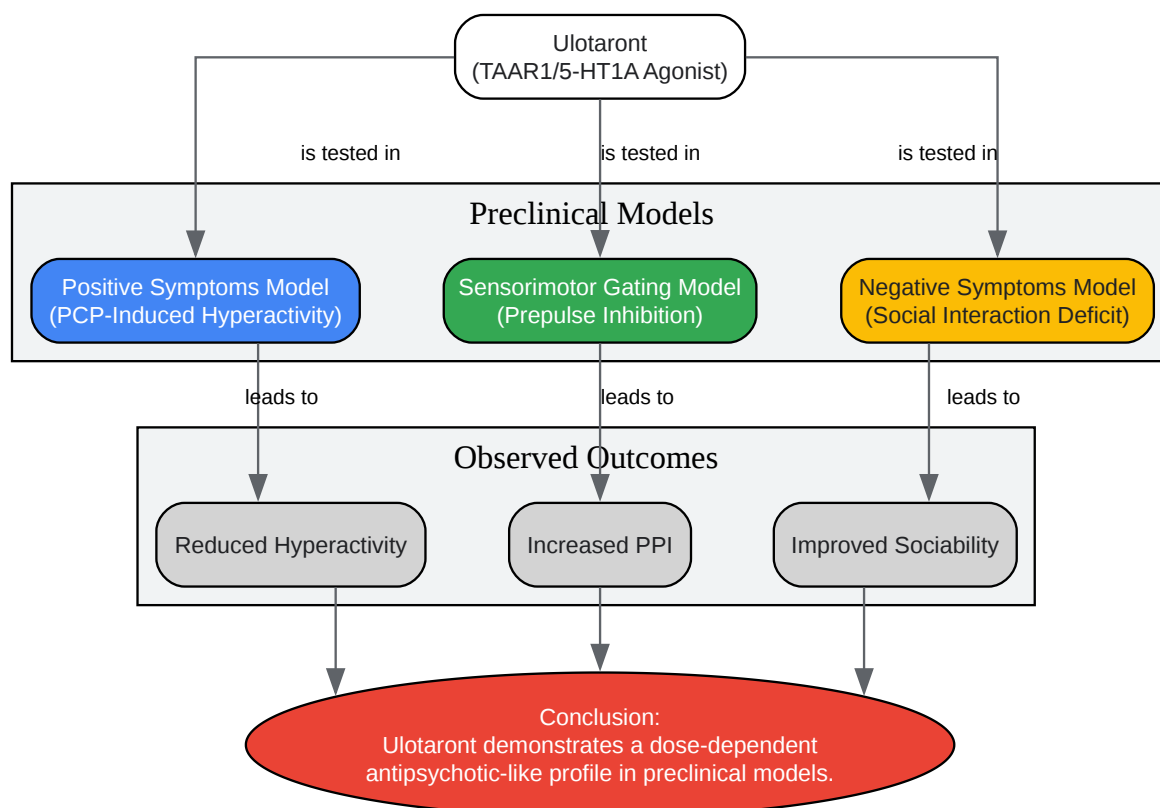 Ulotaront
(TAAR1/5-HT1A Agonist)
is tested in
is tested in
is tested in
Preclinical Models
Positive Symptoms Model
(PCP-Induced Hyperactivity)
Sensorimotor Gating Model
(Prepulse Inhibition)
Negative Symptoms Model
(Social Interaction Deficit)
leads to
leads to
leads to
Observed Outcomes
Reduced Hyperactivity
Increased PPI
Improved Sociability
Conclusion:
Ulotaront demonstrates a dose-dependent
antipsychotic-like profile in preclinical models.